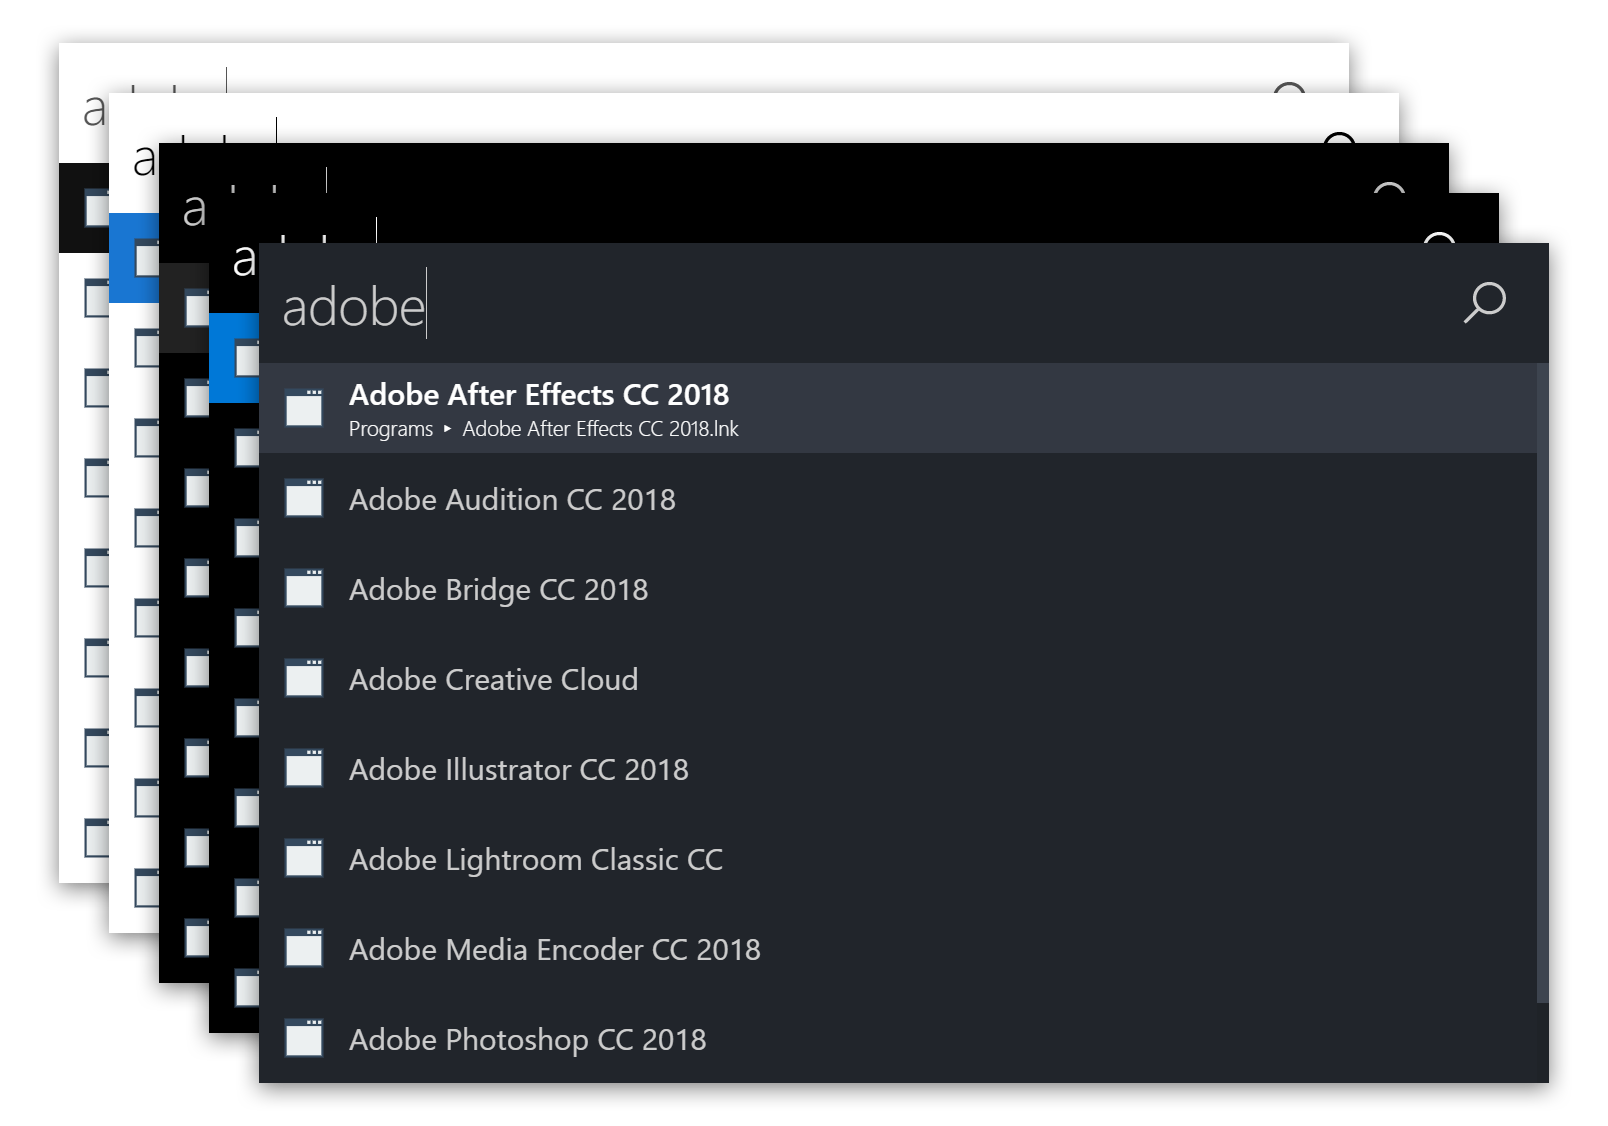 adobe
Adobe After Effects CC 2018
Programs ▸ Adobe After Effects CC 2018.lnk
Adobe Audition CC 2018
Adobe Bridge CC 2018
Adobe Creative Cloud
Adobe Illustrator CC 2018
Adobe Lightroom Classic CC
Adobe Media Encoder CC 2018
Adobe Photoshop CC 2018